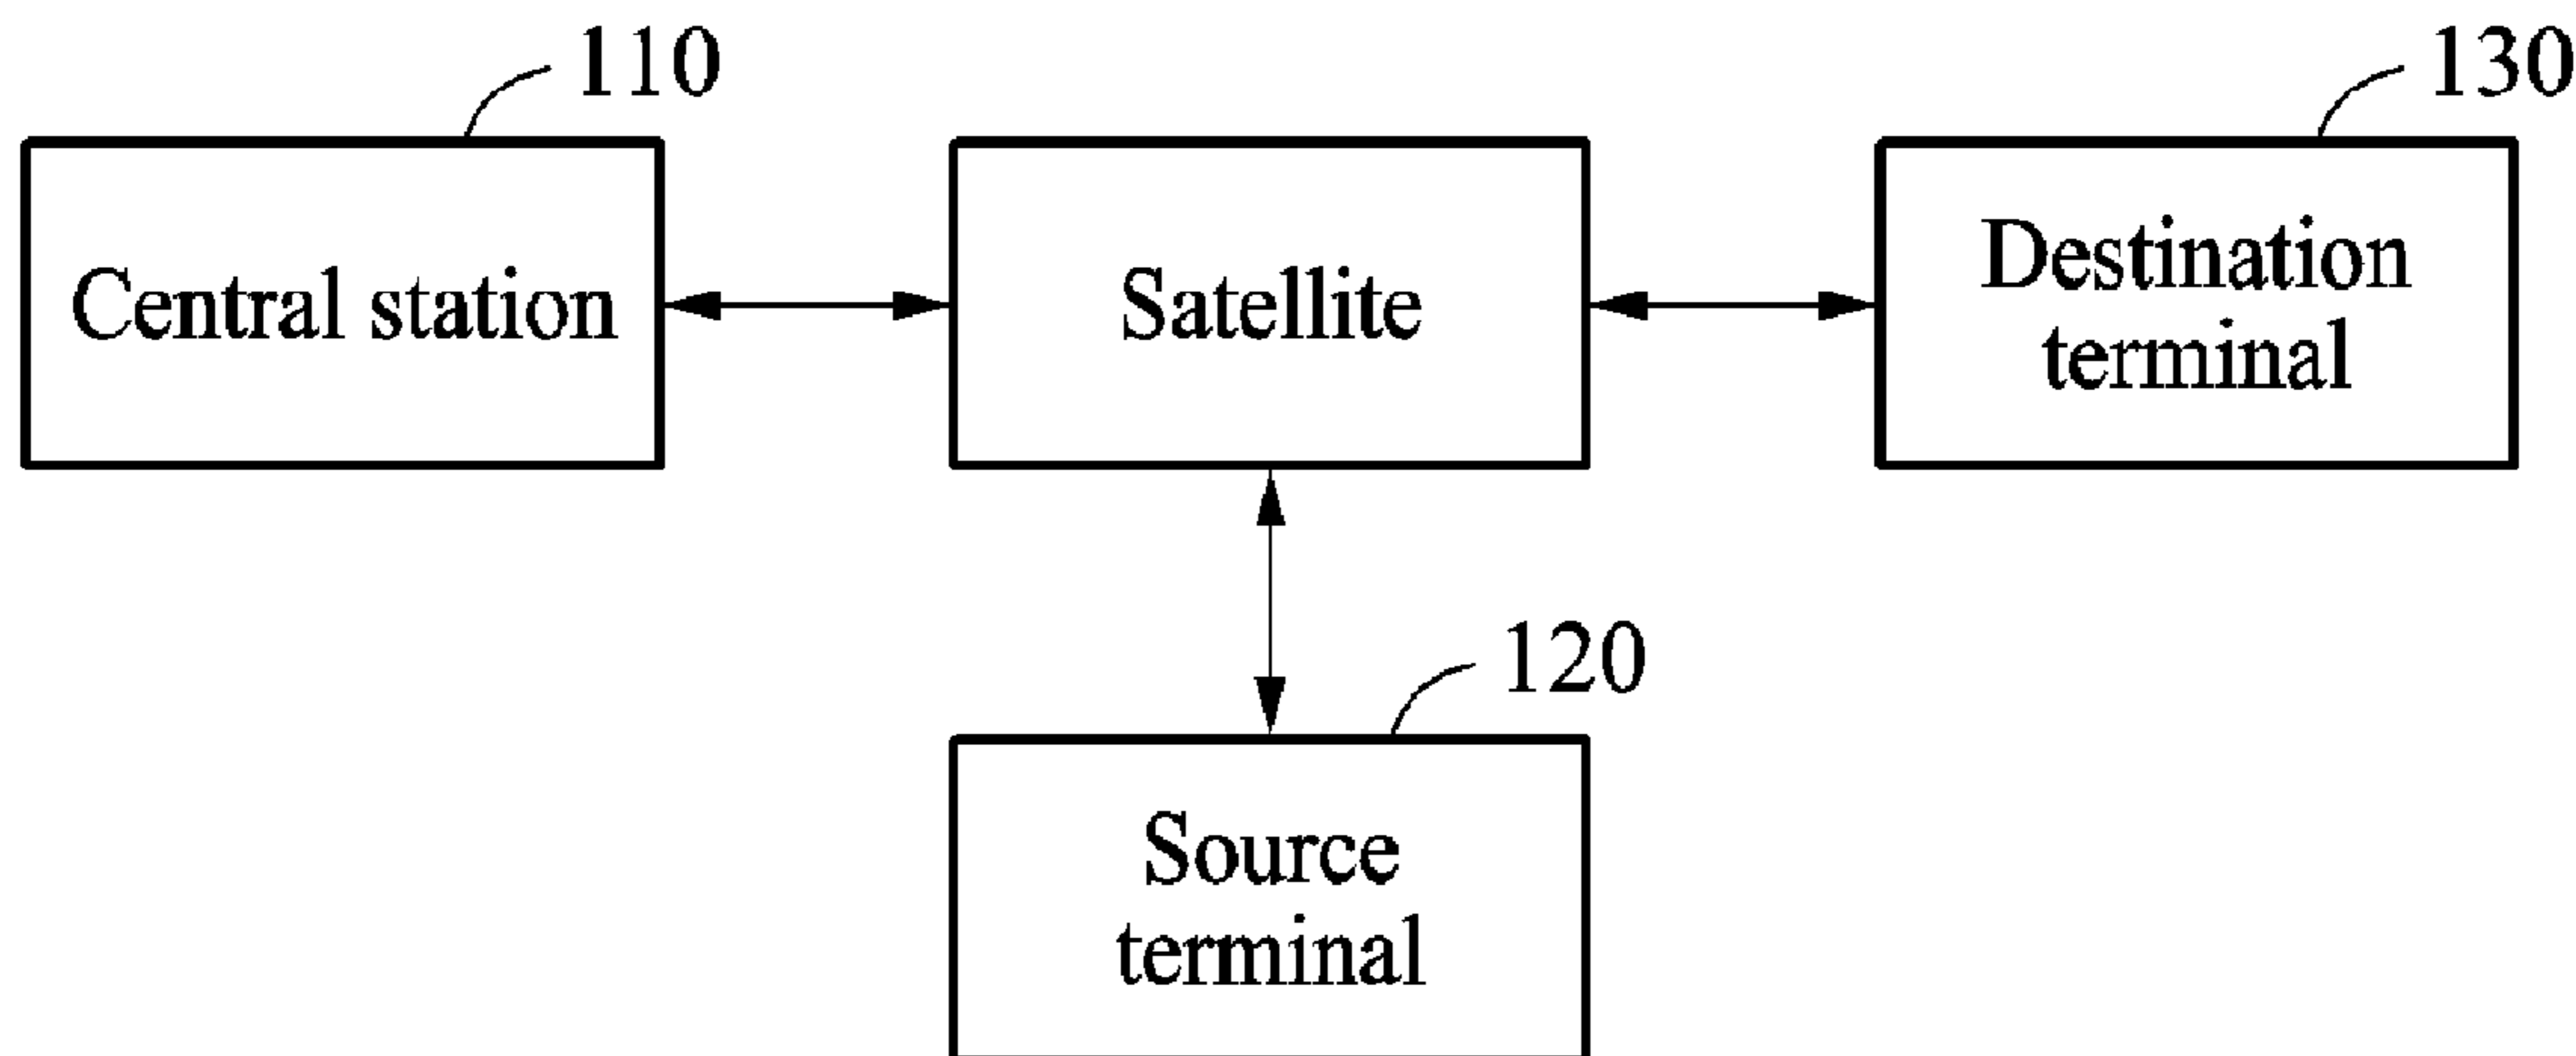 110
130
Central station
Satellite
Destination
terminal
120
Source
terminal